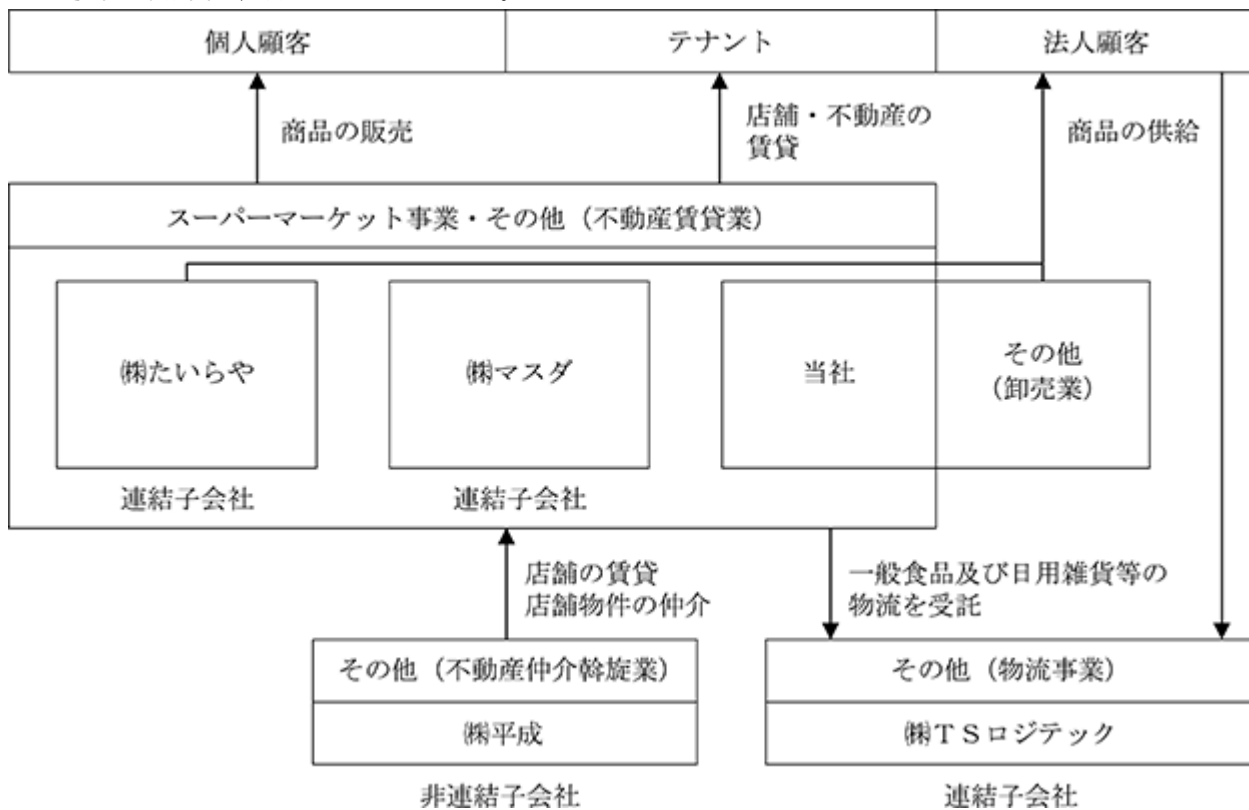 個人顧客
テナント
法人顧客
商品の販売
店舗・不動産の
賃貸
商品の供給
スーパーマーケット事業・その他（不動産賃貸業）
㈱たいらや
㈱マスダ
当社
その他
（卸売業）
連結子会社
連結子会社
店舗の賃貸
店舗物件の仲介
一般食品及び日用雑貨等の
物流を受託
その他（不動産仲介斡旋業）
㈱平成
非連結子会社
その他（物流事業）
㈱ＴＳロジテック
連結子会社